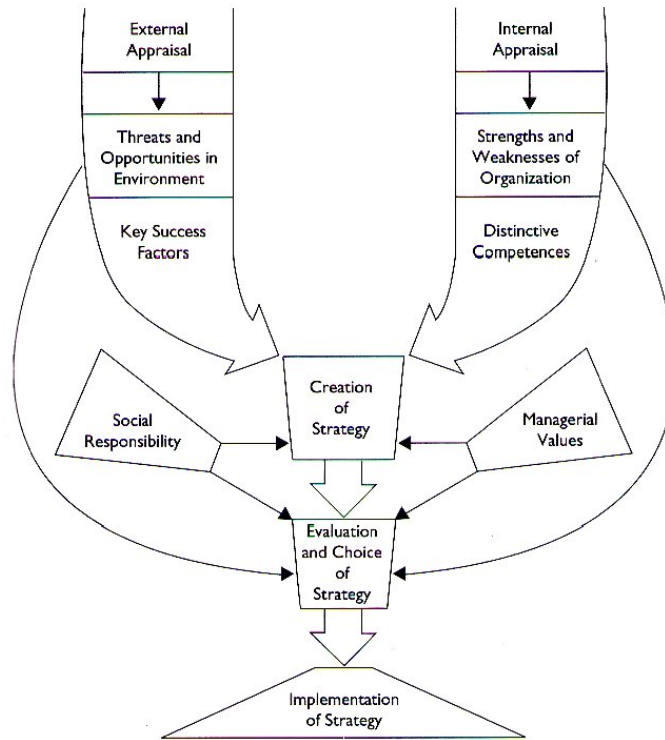 External
Appraisal
Internal
Appraisal
Threats and
Opportunities in
Environment
Strengths and
Weaknesses of
Organization
Key Success
Factors
Distinctive
Competences
Creation
of
Strategy
Social
Responsibility
Managerial
Values
Evaluation
and Choice
of
Strategy
Implementation
of Strategy